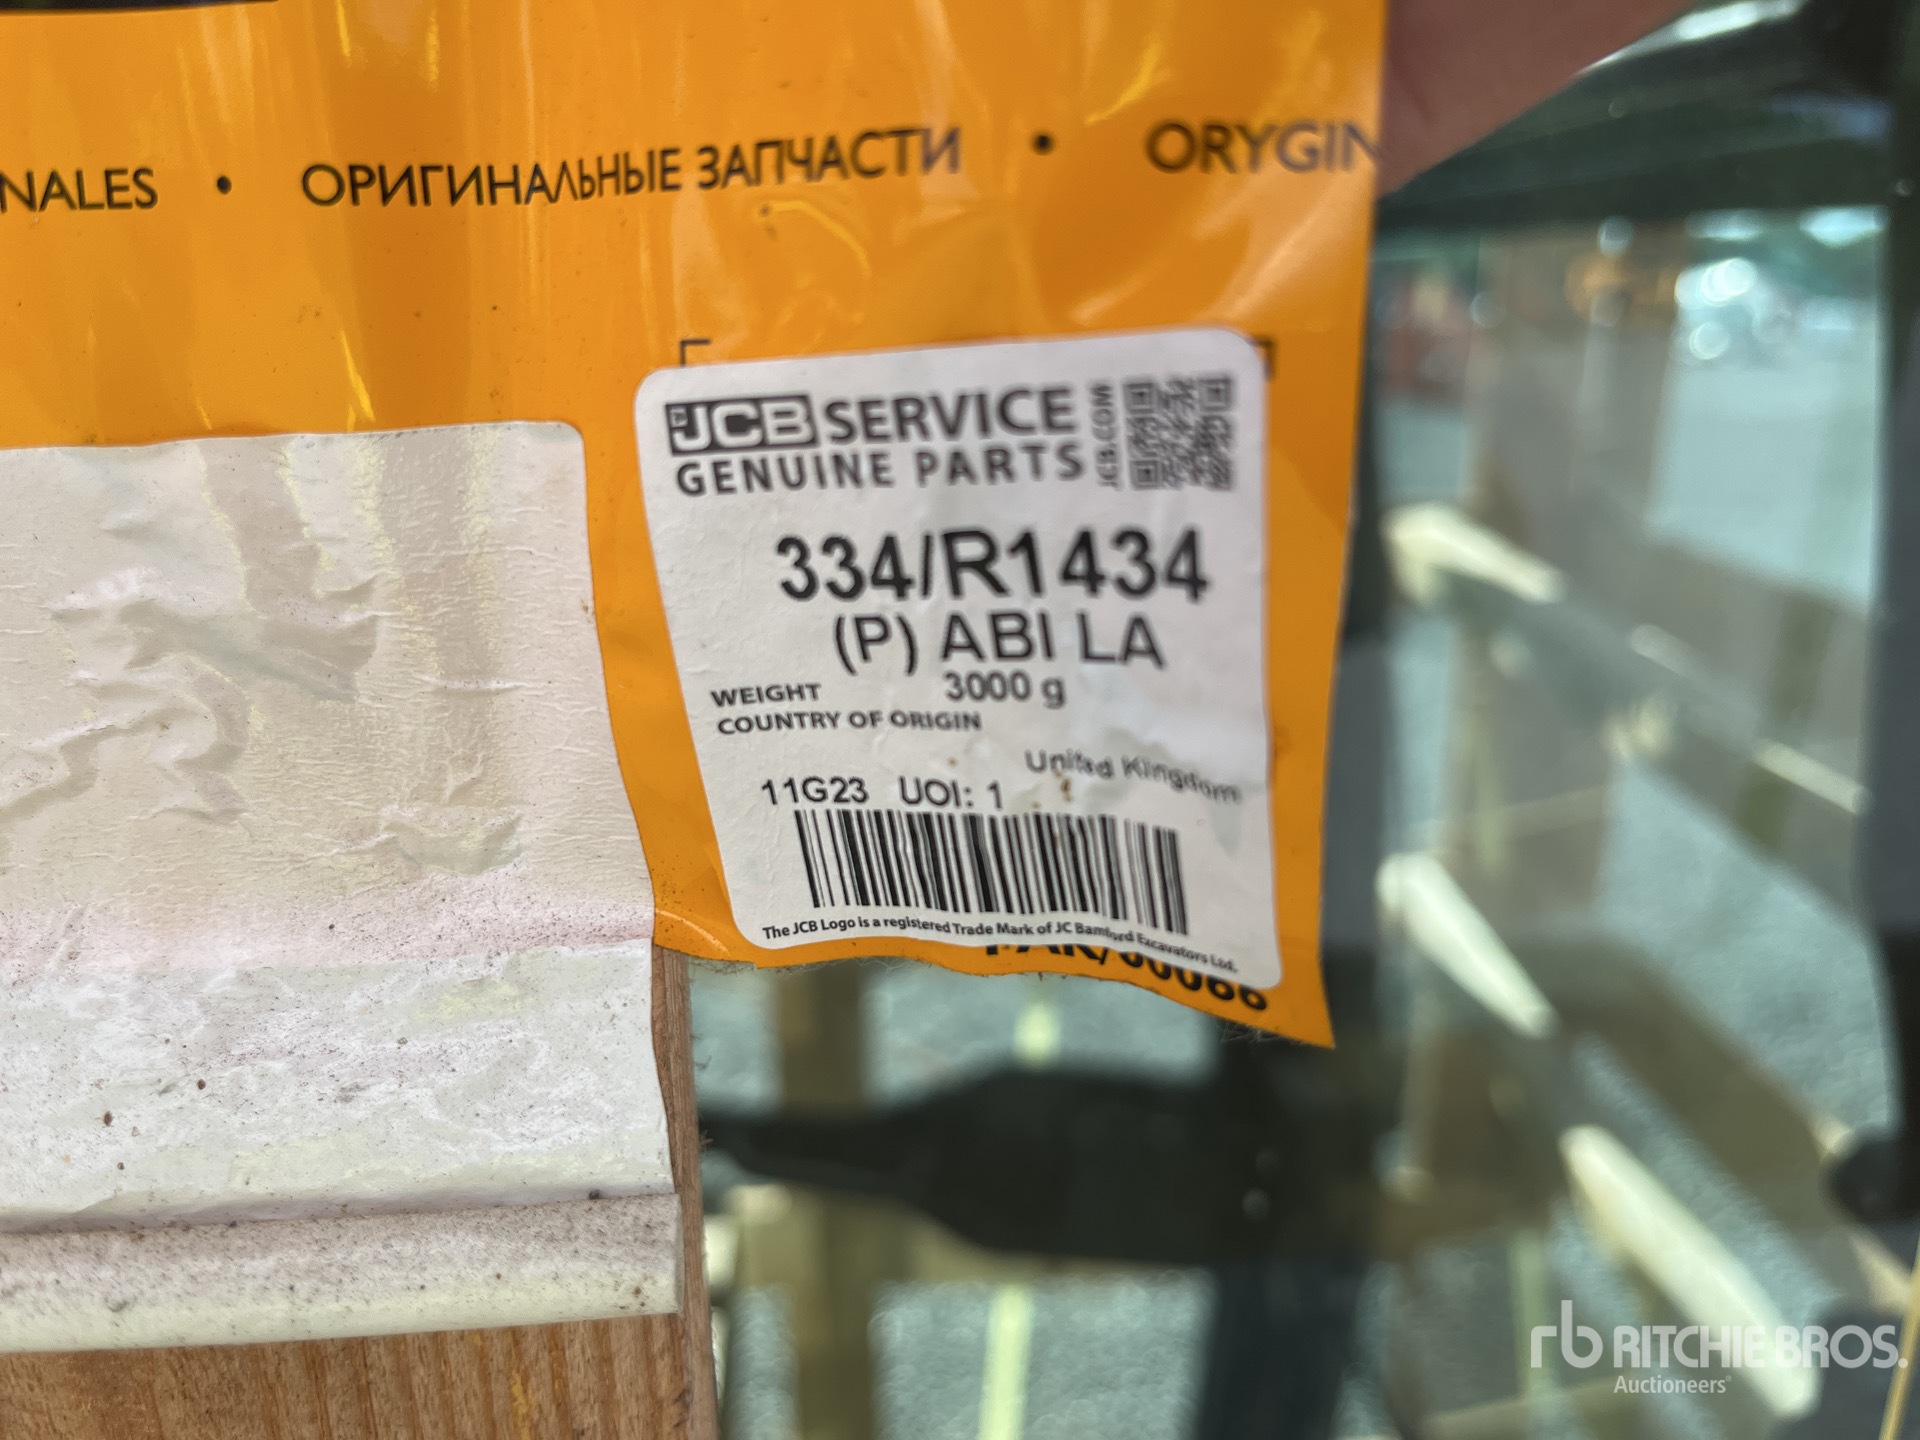 NALES • ОРИГИНАЛЬНЫЕ ЗАПЧАСТИ • ORYGIN
JCB SERVICE
GENUINE PARTS
JCB.COM
334/R1434
(P) ABI LA
WEIGHT 3000 g
COUNTRY OF ORIGIN
United Kingdom
11G23 UOI: 1
The JCB Logo is a registered Trade Mark of JC Bamford Excavators Ltd.
rb RITCHIE BROS.
Auctioneers